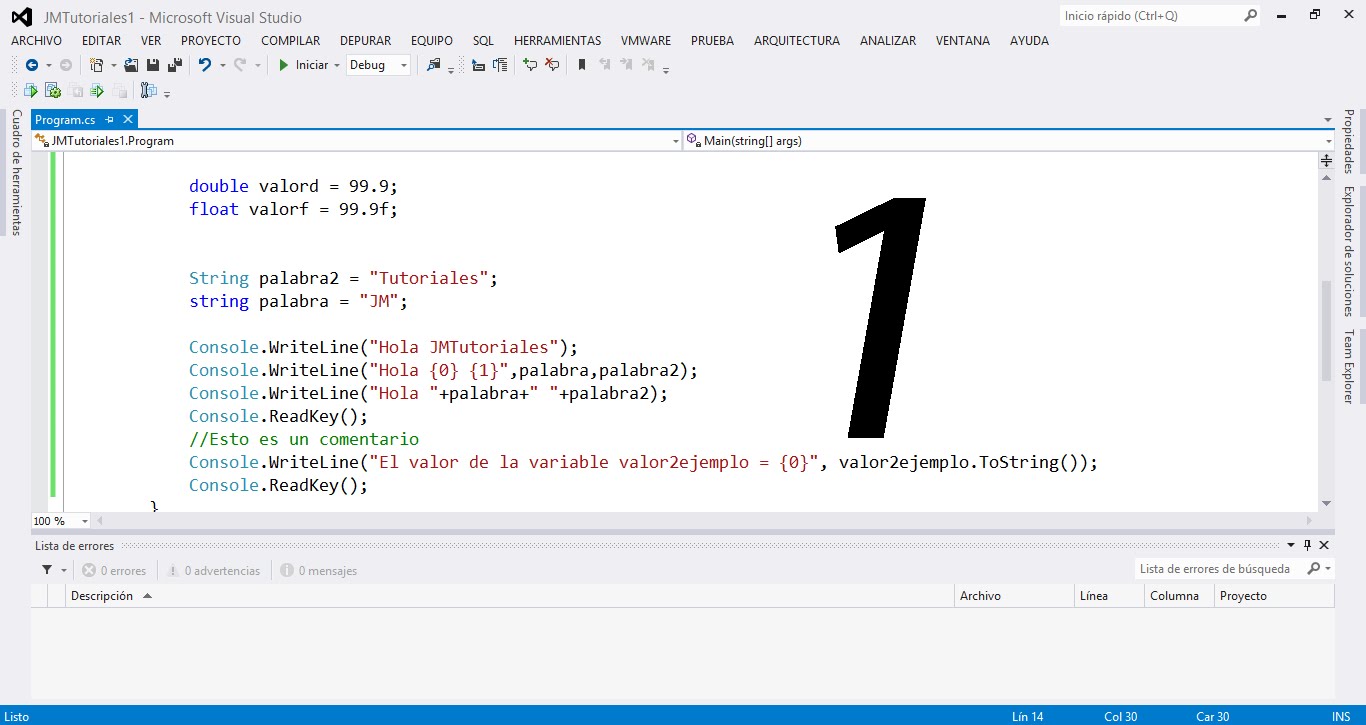 JMTutoriales1 - Microsoft Visual Studio
Inicio rápido (Ctrl+Q)
ARCHIVO EDITAR VER PROYECTO COMPILAR DEPURAR EQUIPO SQL HERRAMIENTAS VMWARE PRUEBA ARQUITECTURA ANALIZAR VENTANA AYUDA
Iniciar Debug
Program.cs
JMTutoriales1.Program
Main(string[] args)
Cuadro de herramientas
double valord = 99.9;
float valorf = 99.9f;
String palabra2 = "Tutoriales";
string palabra = "JM";
Console.WriteLine("Hola JMTutoriales");
Console.WriteLine("Hola {0} {1}",palabra,palabra2);
Console.WriteLine("Hola "+palabra+" "+palabra2);
Console.ReadKey();
//Esto es un comentario
Console.WriteLine("El valor de la variable valor2ejemplo = {0}", valor2ejemplo.ToString());
Console.ReadKey();
}
1
Propiedades
Explorador de soluciones
Team Explorer
100 %
Lista de errores
0 errores 0 advertencias 0 mensajes
Lista de errores de búsqueda
Descripción Archivo Línea Columna Proyecto
Listo Lín 14 Col 30 Car 30 INS